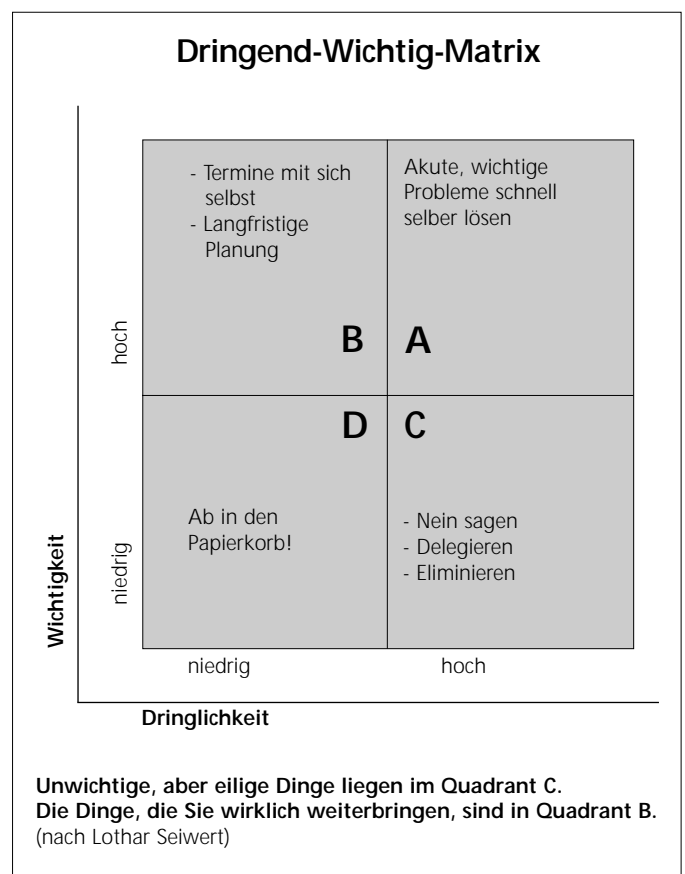 Dringend-Wichtig-Matrix
- Termine mit sich
selbst
- Langfristige
Planung
Akute, wichtige
Probleme schnell
selber lösen
hoch
B
A
D
C
Ab in den
Papierkorb!
- Nein sagen
- Delegieren
- Eliminieren
niedrig
Wichtigkeit
niedrig
hoch
Dringlichkeit
Unwichtige, aber eilige Dinge liegen im Quadrant C.
Die Dinge, die Sie wirklich weiterbringen, sind in Quadrant B.
(nach Lothar Seiwert)